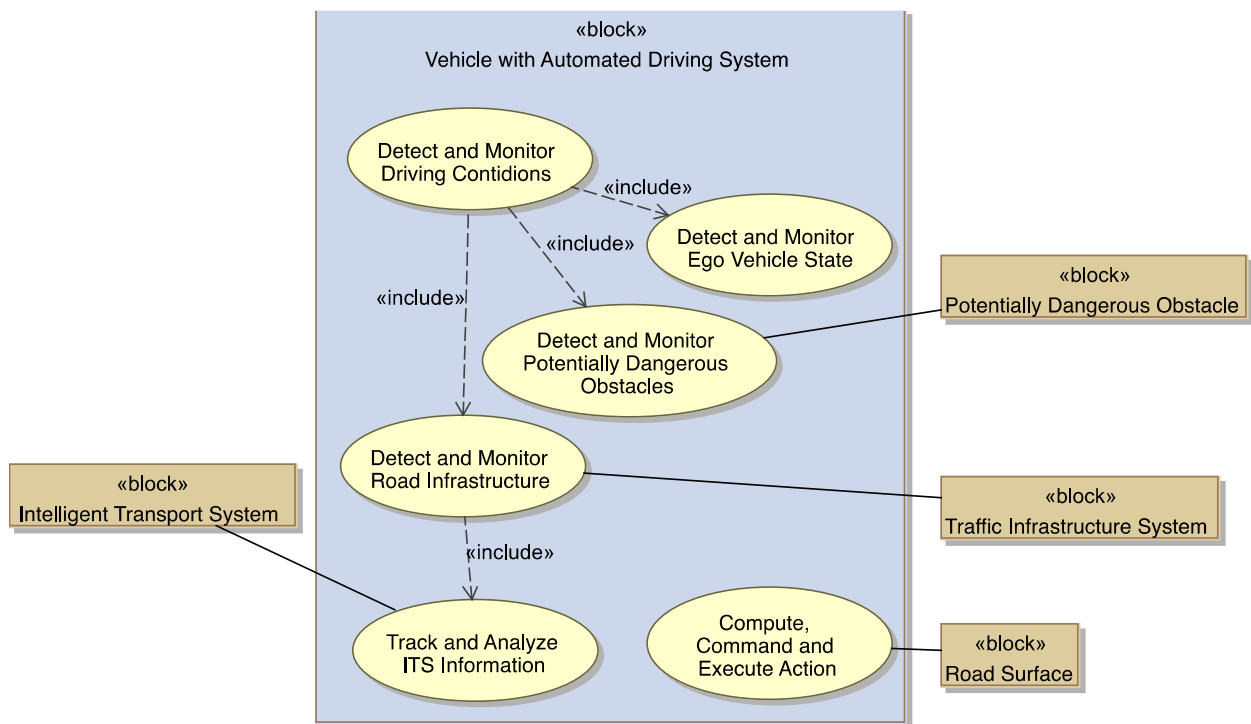 «block»
Vehicle with Automated Driving System
Detect and Monitor
Driving Contidions
«include»
Detect and Monitor
Ego Vehicle State
«include»
«block»
Potentially Dangerous Obstacle
«include»
Detect and Monitor
Potentially Dangerous
Obstacles
Detect and Monitor
Road Infrastructure
«block»
Intelligent Transport System
«block»
Traffic Infrastructure System
«include»
Track and Analyze
ITS Information
Compute,
Command and
Execute Action
«block»
Road Surface